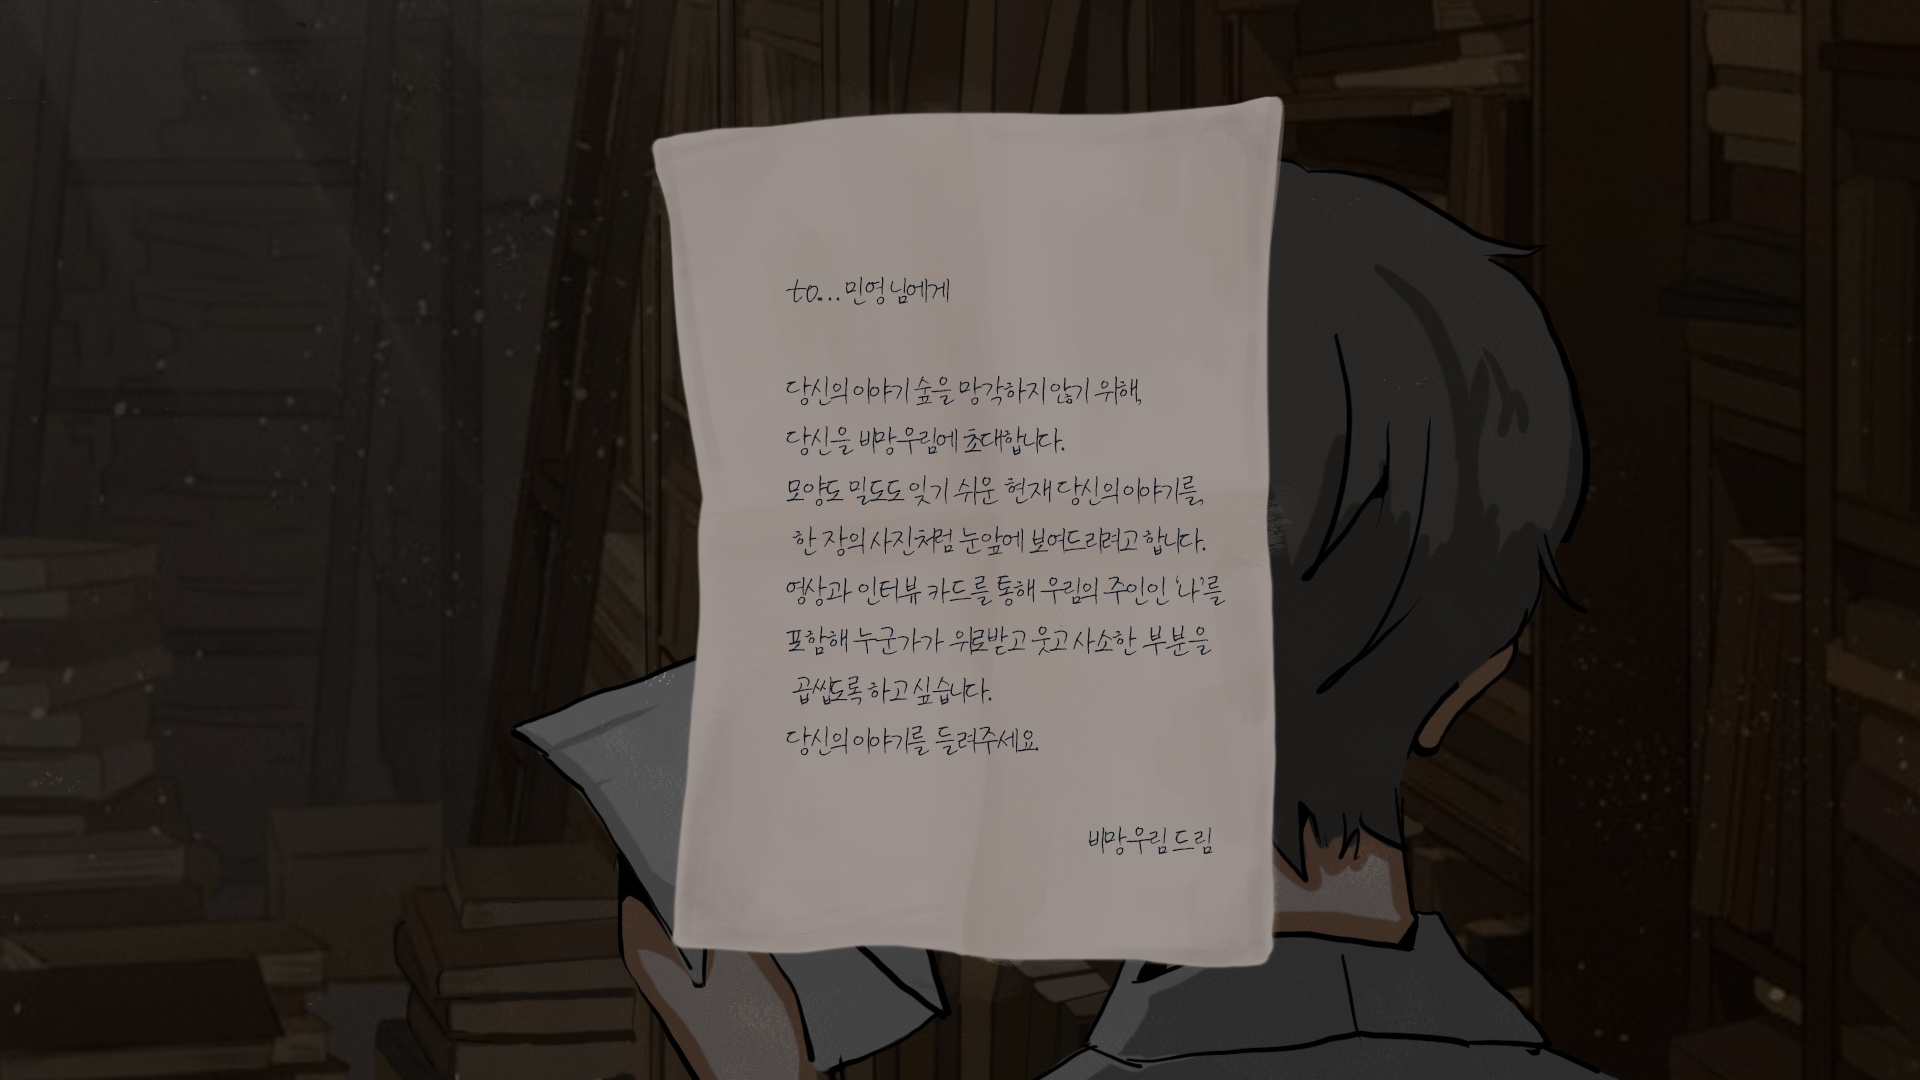 to...민영 님에게
당신의 이야기 숲을 망각하지 않기 위해,
당신을 비망우림에 초대합니다.
모양도 밀도도 잊기 쉬운 현재 당신의 이야기를,
한 장의 사진처럼 눈앞에 보여드리려고 합니다.
영상과 인터뷰 카드를 통해 우림의 주인인 '나'를
포함해 누군가가 위로받고 웃고 사소한 부분을
곱씹도록 하고 싶습니다.
당신의 이야기를 들려주세요.
비망우림 드림